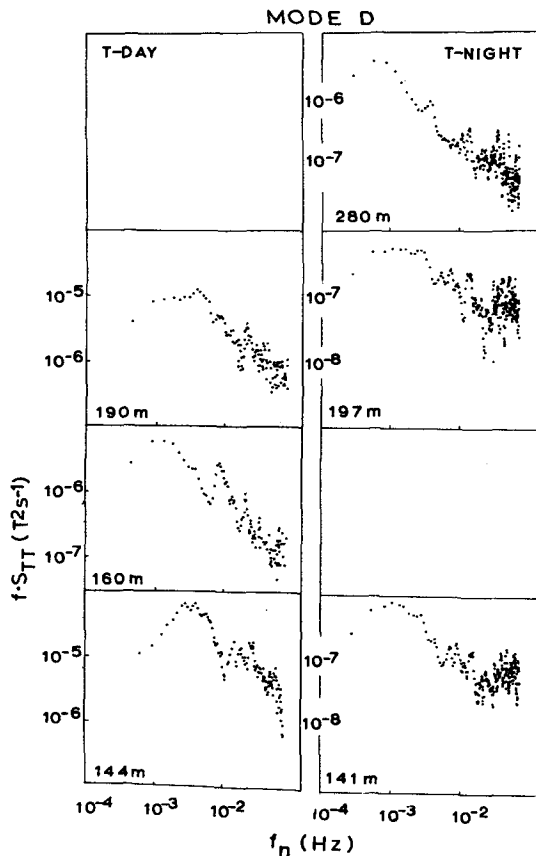 MODE D
T-DAY
T-NIGHT
10-6
10-7
280 m
10-5
10-6
190 m
10-7
10-8
197 m
f·STT (T2s-1)
10-6
10-7
160 m
10-5
10-6
144 m
10-7
10-8
141 m
10-4 10-3 10-2 10-4 10-3 10-2
fn (Hz)